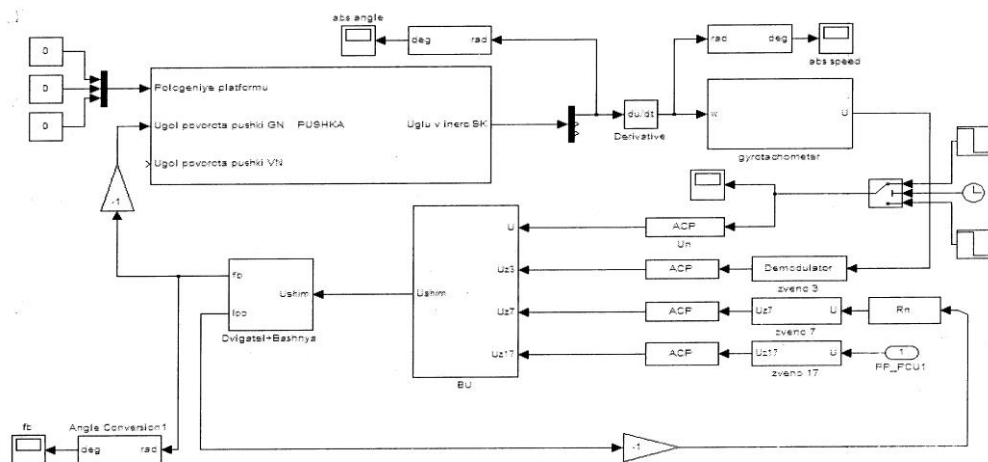 abs angle
deg rad
rad deg
abs speed
0
0
0
Pologeniye platformu
Ugol povorota pushki GN PUSHKA
Uglu v inerc SK
Ugol povorota pushki VN
du/dt
Derivative
w U
gyrotachometer
-1
U
ACP
Un
Uz3
ACP
Demodulator
zveno 3
Uz7
ACP
Uz7 U
zveno 7
Rn
Uz17
ACP
Uz17 U
zveno 17
1
Ushim
BU
fb
Ushim
Dvigatel+Bashnya
-1
fb
Angle Conversion1
deg rad